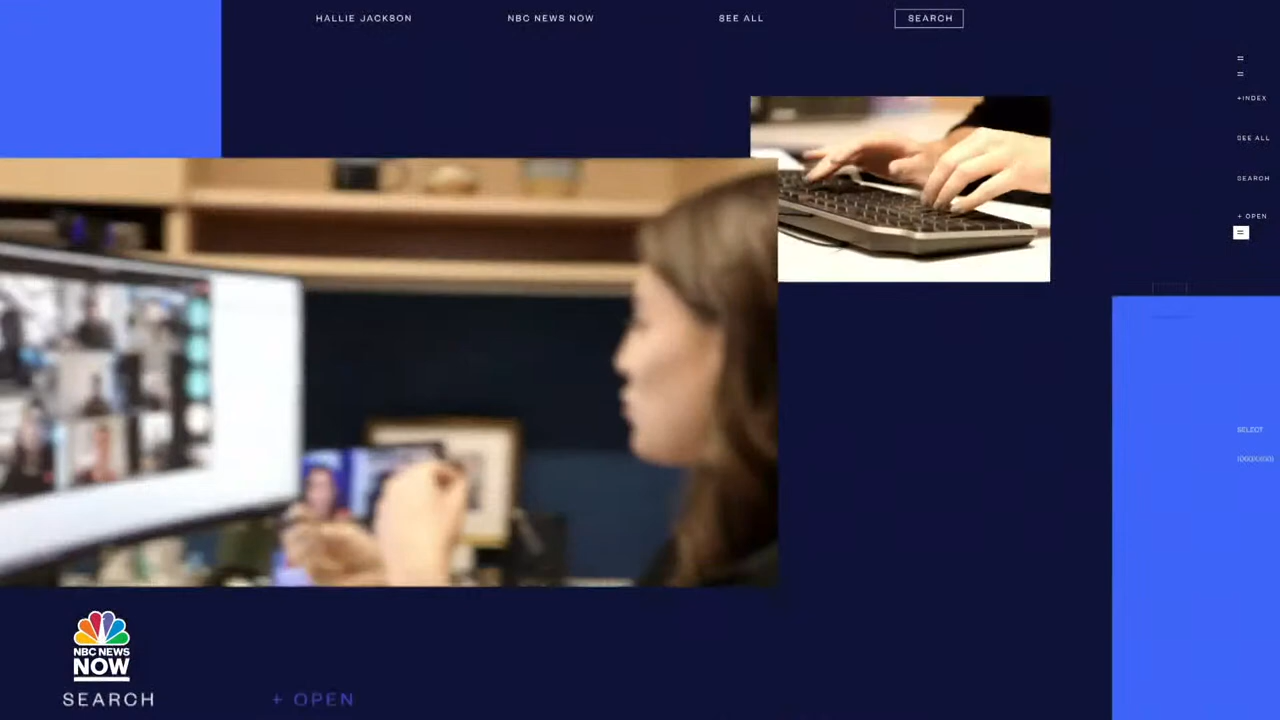 HALLIE JACKSON
NBC NEWS NOW
SEE ALL
SEARCH
+INDEX
SEE ALL
SEARCH
+ OPEN
SELECT
NBC NEWS
NOW
SEARCH
+ OPEN